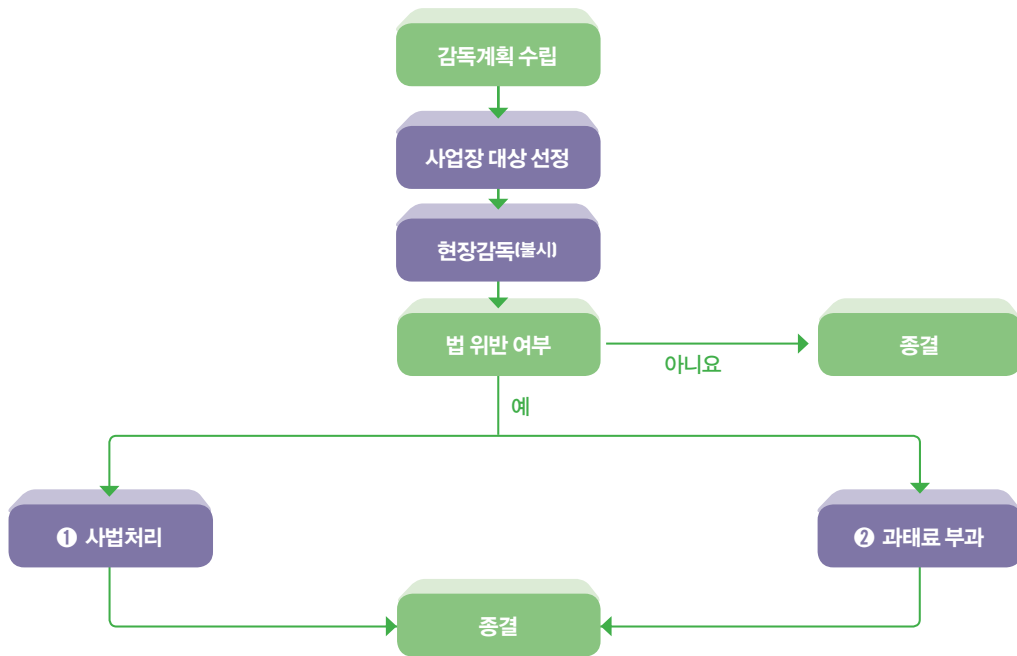 감독계획 수립
사업장 대상 선정
현장감독(불시)
법 위반 여부
아니요
종결
예
❶ 사법처리
❷ 과태료 부과
종결